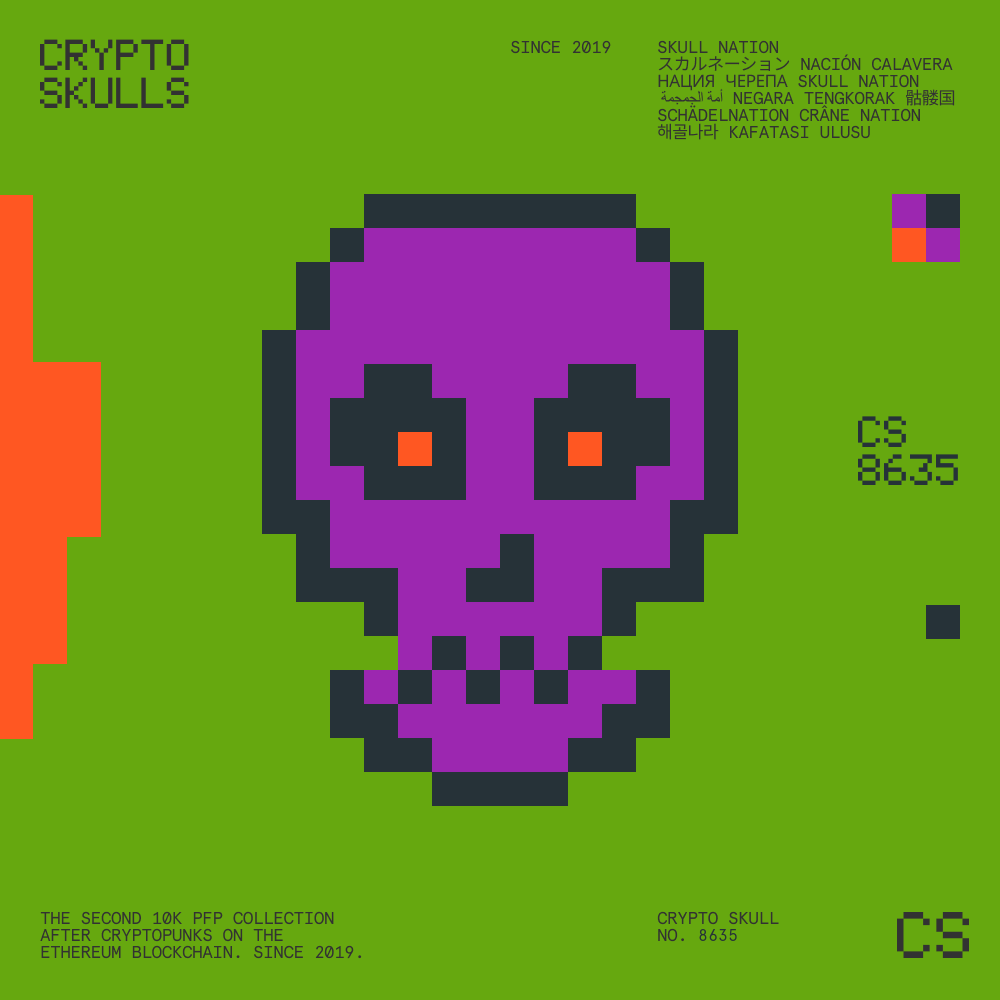 CRYPTO
SKULLS
SINCE 2019
SKULL NATION
スカルネーション NACIÓN CALAVERA
НАЦИЯ ЧЕРЕПА SKULL NATION
أمة الجمجمة NEGARA TENGKORAK 骷髅国
SCHÄDELNATION CRÂNE NATION
해골나라 KAFATASI ULUSU
CS
8635
THE SECOND 10K PFP COLLECTION
AFTER CRYPTOPUNKS ON THE
ETHEREUM BLOCKCHAIN. SINCE 2019.
CRYPTO SKULL
NO. 8635
CS